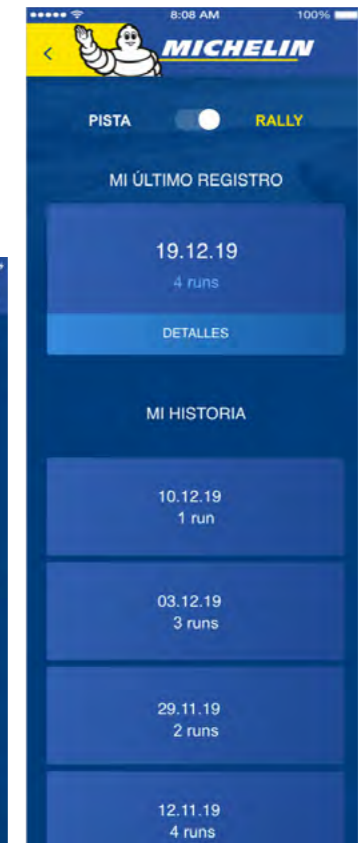 8:08 AM
100%
MICHELIN
PISTA
RALLY
MI ÚLTIMO REGISTRO
19.12.19
4 runs
DETALLES
MI HISTORIA
10.12.19
1 run
03.12.19
3 runs
29.11.19
2 runs
12.11.19
4 runs